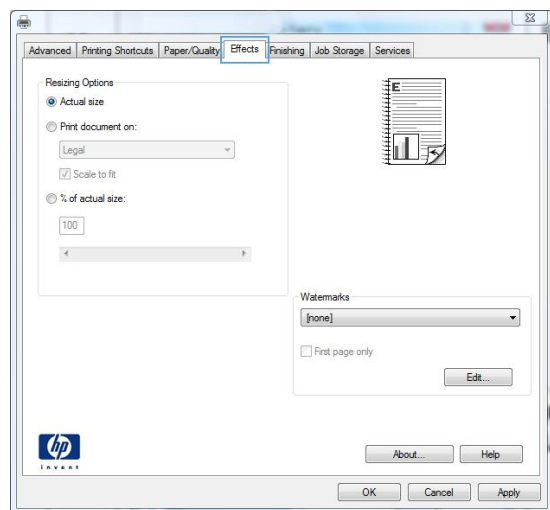 Advanced Printing Shortcuts Paper/Quality Effects Finishing Job Storage Services
Resizing Options
Actual size
Print document on:
Legal
Scale to fit
% of actual size:
100
E
Watermarks
[none]
First page only
Edit...
hp
invent
About... Help
OK Cancel Apply